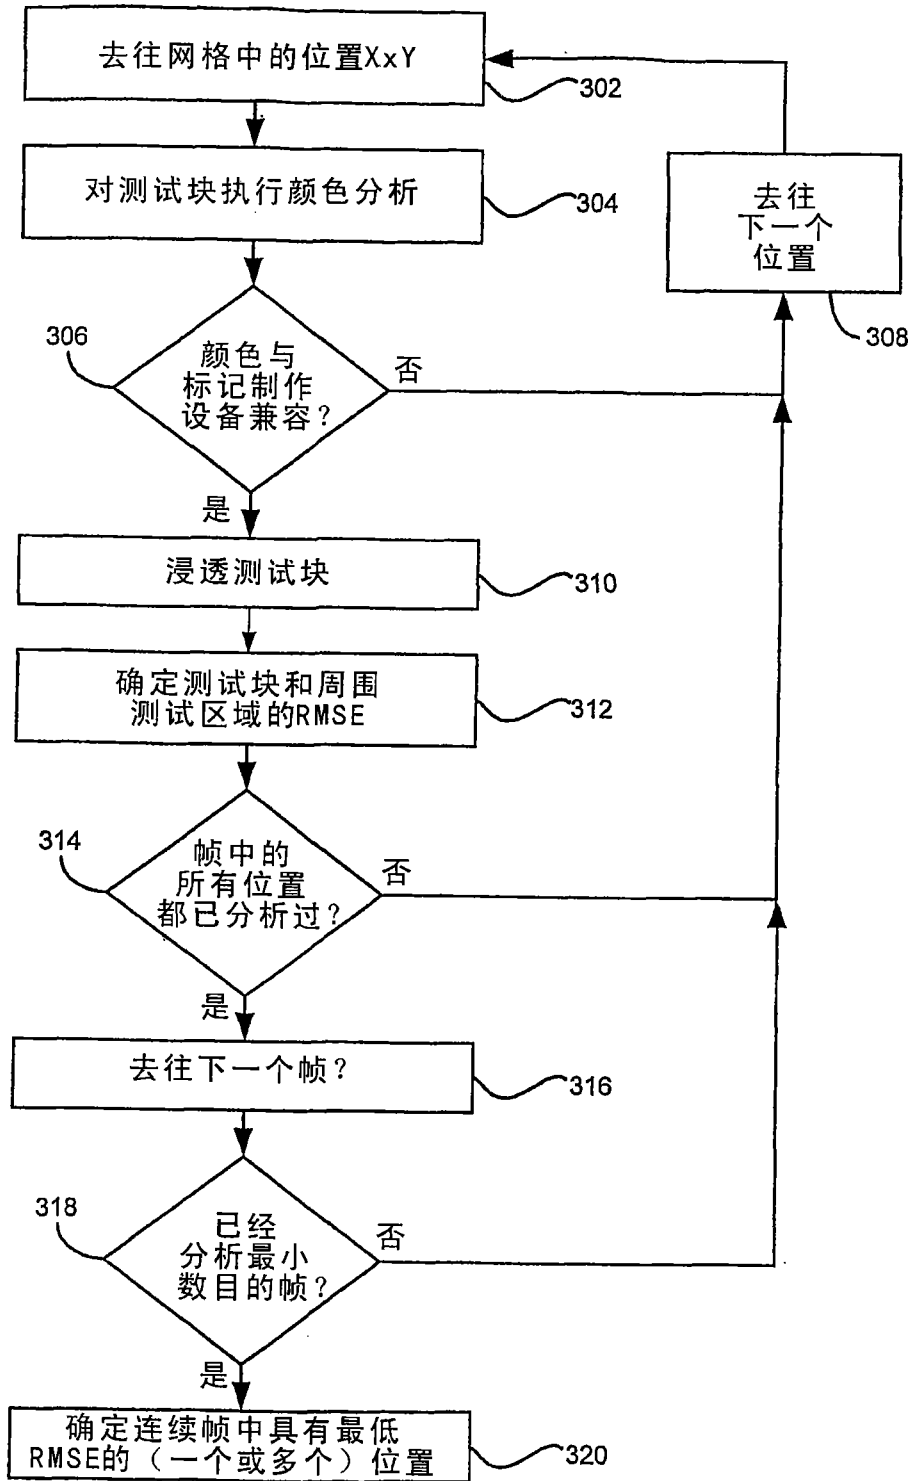 去往网格中的位置XxY
302
对测试块执行颜色分析
304
去往
下一个
位置
308
306
颜色与
标记制作
设备兼容?
否
是
浸透测试块
310
确定测试块和周围
测试区域的RMSE
312
314
帧中的
所有位置
都已分析过?
否
是
去往下一个帧?
316
318
已经
分析最小
数目的帧?
否
是
确定连续帧中具有最低
RMSE的（一个或多个）位置
320